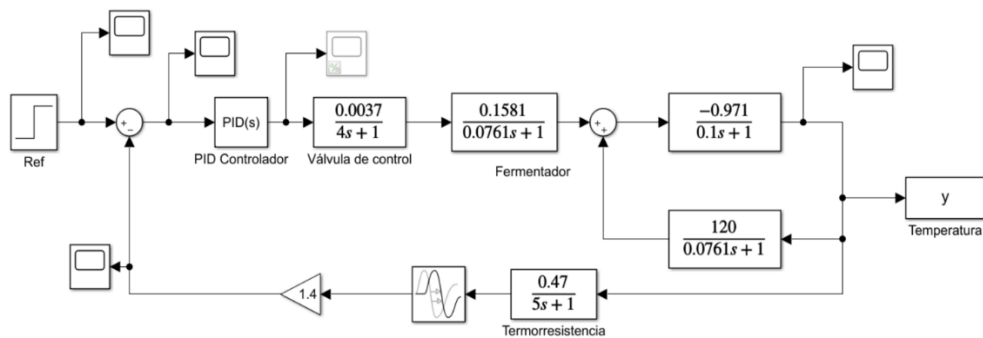 Ref
+
−
PID(s)
PID Controlador
0.0037
4s + 1
Válvula de control
0.1581
0.0761s + 1
Fermentador
+
+
−0.971
0.1s + 1
y
Temperatura
120
0.0761s + 1
0.47
5s + 1
Termorresistencia
1.4